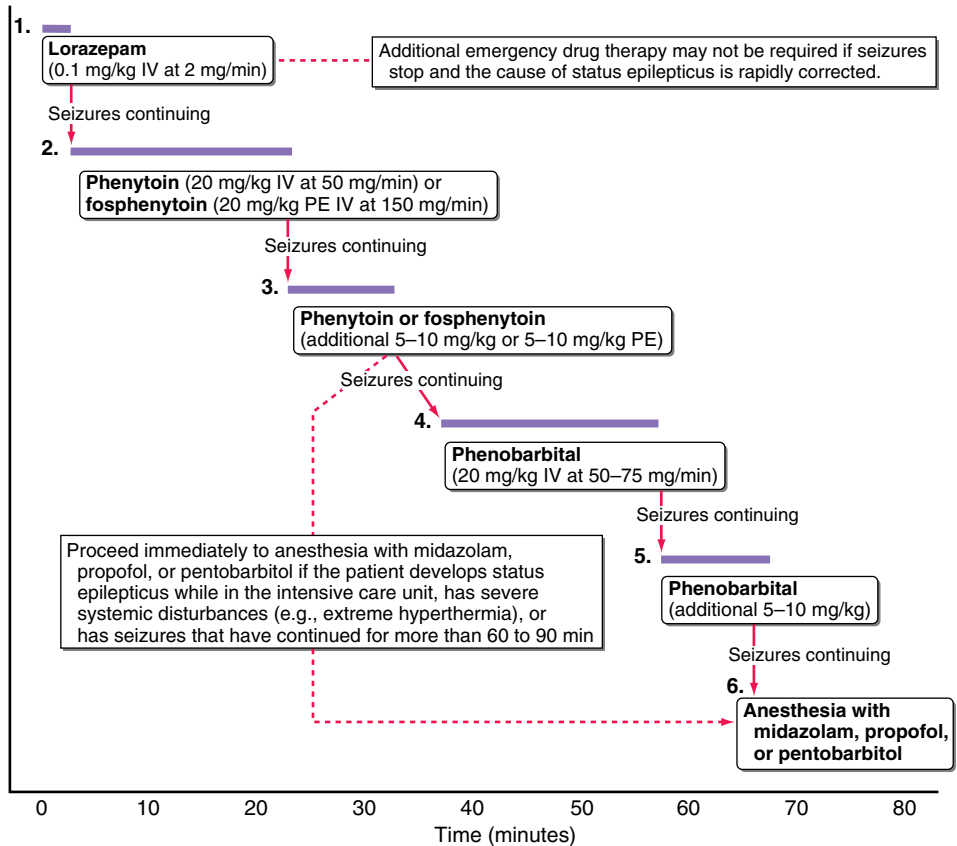 1.
Lorazepam
(0.1 mg/kg IV at 2 mg/min)
Additional emergency drug therapy may not be required if seizures
stop and the cause of status epilepticus is rapidly corrected.
Seizures continuing
2.
Phenytoin (20 mg/kg IV at 50 mg/min) or
fosphenytoin (20 mg/kg PE IV at 150 mg/min)
Seizures continuing
3.
Phenytoin or fosphenytoin
(additional 5–10 mg/kg or 5–10 mg/kg PE)
Seizures continuing
4.
Phenobarbital
(20 mg/kg IV at 50–75 mg/min)
Seizures continuing
Proceed immediately to anesthesia with midazolam,
propofol, or pentobarbitol if the patient develops status
epilepticus while in the intensive care unit, has severe
systemic disturbances (e.g., extreme hyperthermia), or
has seizures that have continued for more than 60 to 90 min
5.
Phenobarbital
(additional 5–10 mg/kg)
Seizures continuing
6.
Anesthesia with
midazolam, propofol,
or pentobarbitol
0 10 20 30 40 50 60 70 80
Time (minutes)